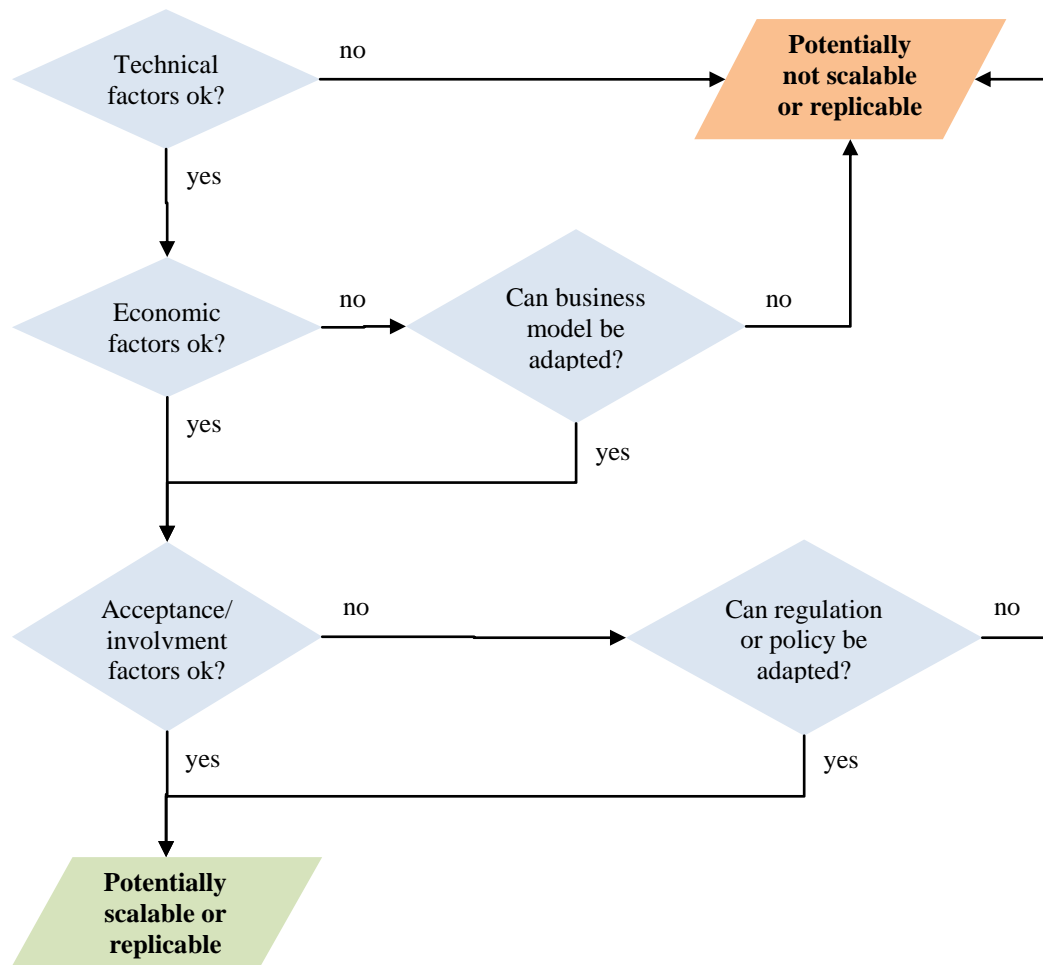 Technical
factors ok?
no
Potentially
not scalable
or replicable
yes
Economic
factors ok?
no
Can business
model be
adapted?
no
yes
yes
Acceptance/
involvment
factors ok?
no
Can regulation
or policy be
adapted?
no
yes
yes
Potentially
scalable or
replicable